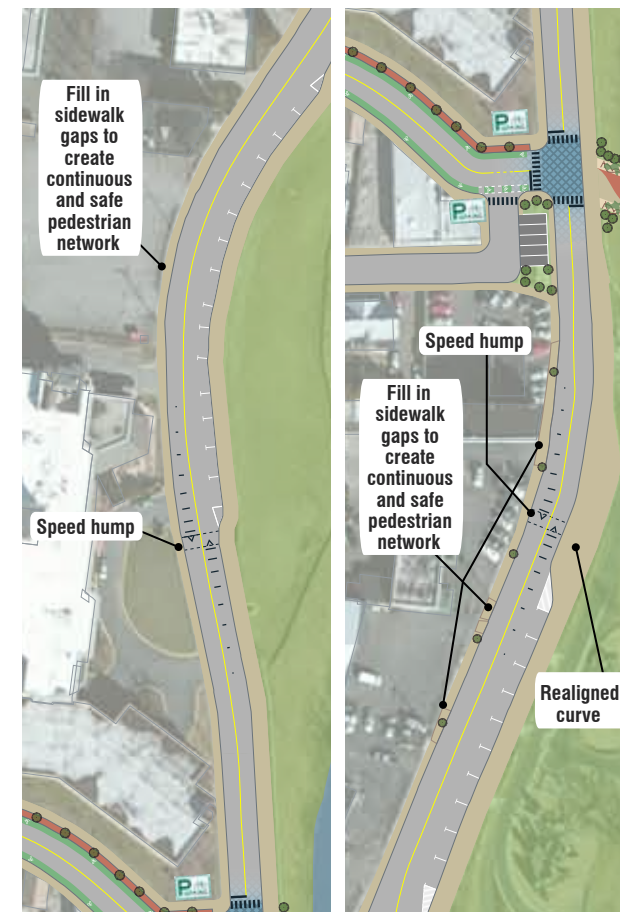 Fill in
sidewalk
gaps to
create
continuous
and safe
pedestrian
network
Speed hump
P
P
P
Speed hump
Fill in
sidewalk
gaps to
create
continuous
and safe
pedestrian
network
Realigned
curve